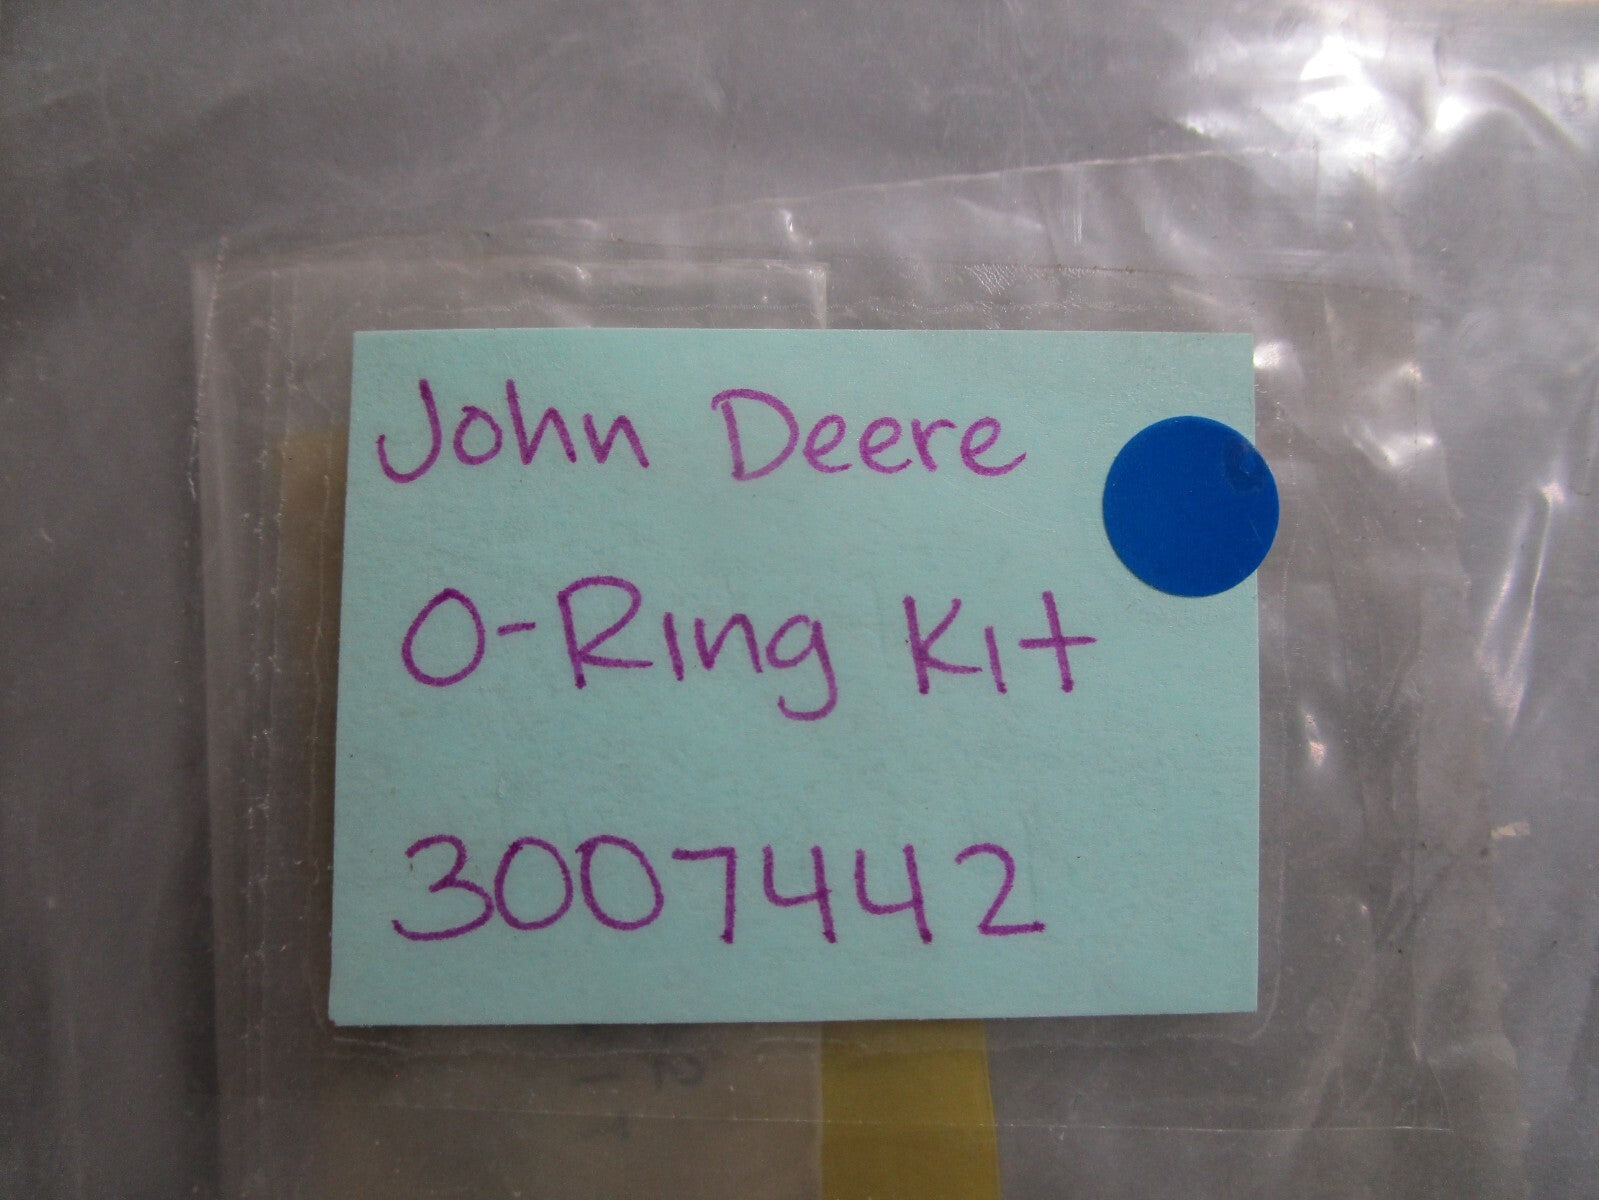 John Deere
O-Ring Kit
3007442